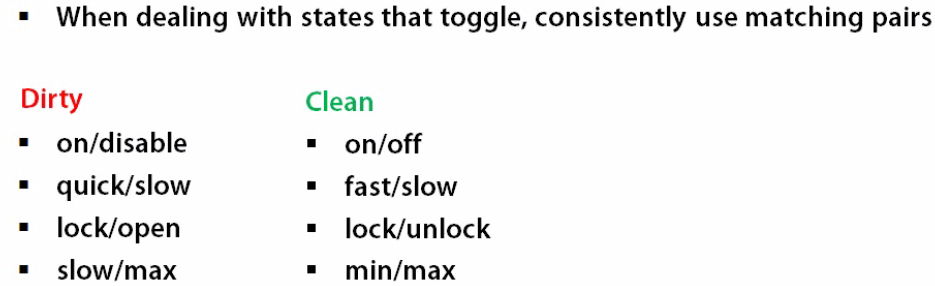 ▪ When dealing with states that toggle, consistently use matching pairs
Dirty
▪ on/disable
▪ quick/slow
▪ lock/open
▪ slow/max
Clean
▪ on/off
▪ fast/slow
▪ lock/unlock
▪ min/max